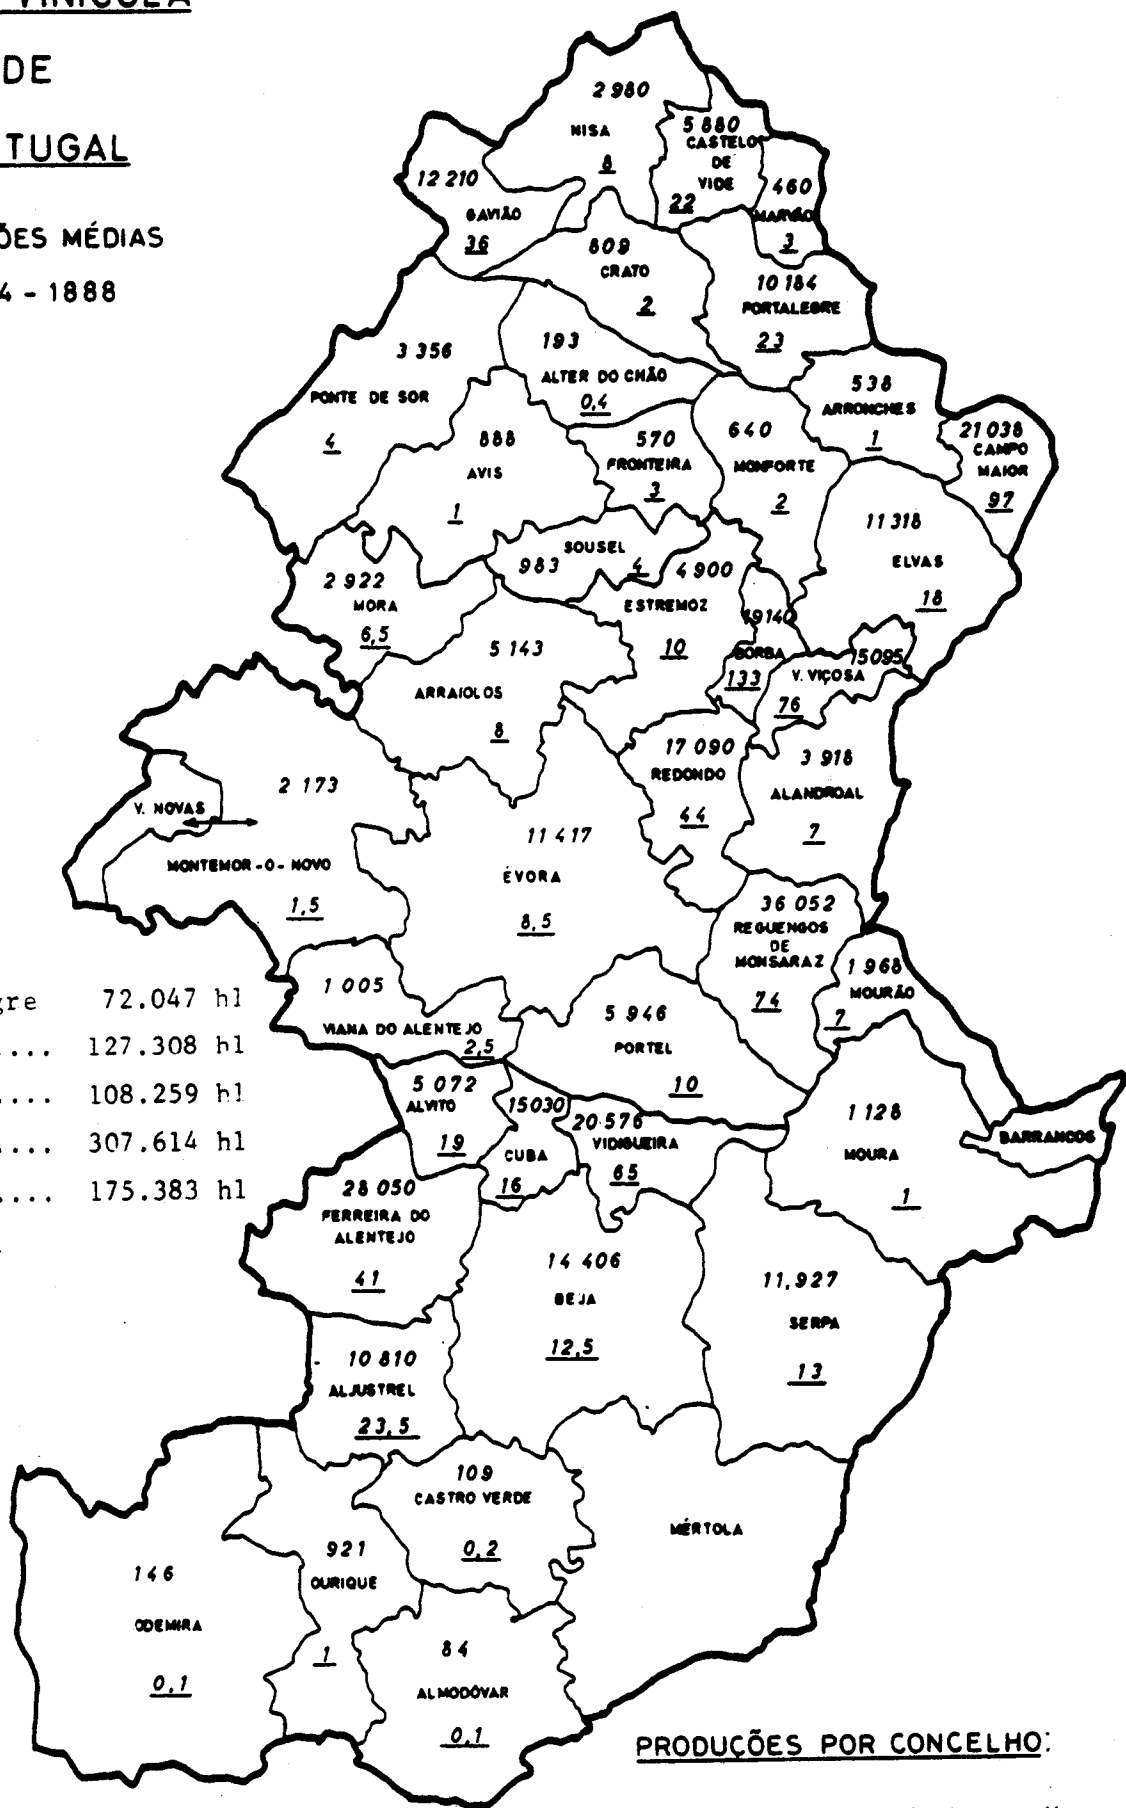 VINÍCOLA
DE
TUGAL
ÕES MÉDIAS
4 - 1888
2 980
NISA
8
5 880
CASTELO
DE
VIDE
22
460
MARVÃO
3
12 210
GAVIÃO
36
809
CRATO
2
10 184
PORTALEGRE
23
3 356
PONTE DE SOR
4
193
ALTER DO CHÃO
0,4
538
ARRONCHES
1
21 038
CAMPO
MAIOR
97
888
AVIS
1
570
FRONTEIRA
3
640
MONFORTE
2
11 318
ELVAS
18
983
SOUSEL
4
2 922
MORA
6,5
4 900
ESTREMOZ
10
19140
BORBA
133
15095
V. VIÇOSA
76
5 143
ARRAIOLOS
8
17 090
REDONDO
44
3 918
ALANDROAL
7
2 173
V. NOVAS
MONTEMOR-O-NOVO
1,5
11 417
ÉVORA
8,5
36 052
REGUENGOS
DE
MONSARAZ
74
1 968
MOURÃO
7
1 005
VIANA DO ALENTEJO
2,5
5 946
PORTEL
10
gre 72.047 hl
.... 127.308 hl
.... 108.259 hl
.... 307.614 hl
.... 175.383 hl
5 072
ALVITO
19
15030
CUBA
16
20.576
VIDIGUEIRA
65
1 128
MOURA
1
BARRANCOS
28 050
FERREIRA DO
ALENTEJO
41
14 406
BEJA
12,5
11,927
SERPA
13
10 810
ALJUSTREL
23,5
109
CASTRO VERDE
0,2
MÉRTOLA
921
OURIQUE
1
146
ODEMIRA
0,1
84
ALMODÓVAR
0,1
PRODUÇÕES POR CONCELHO: